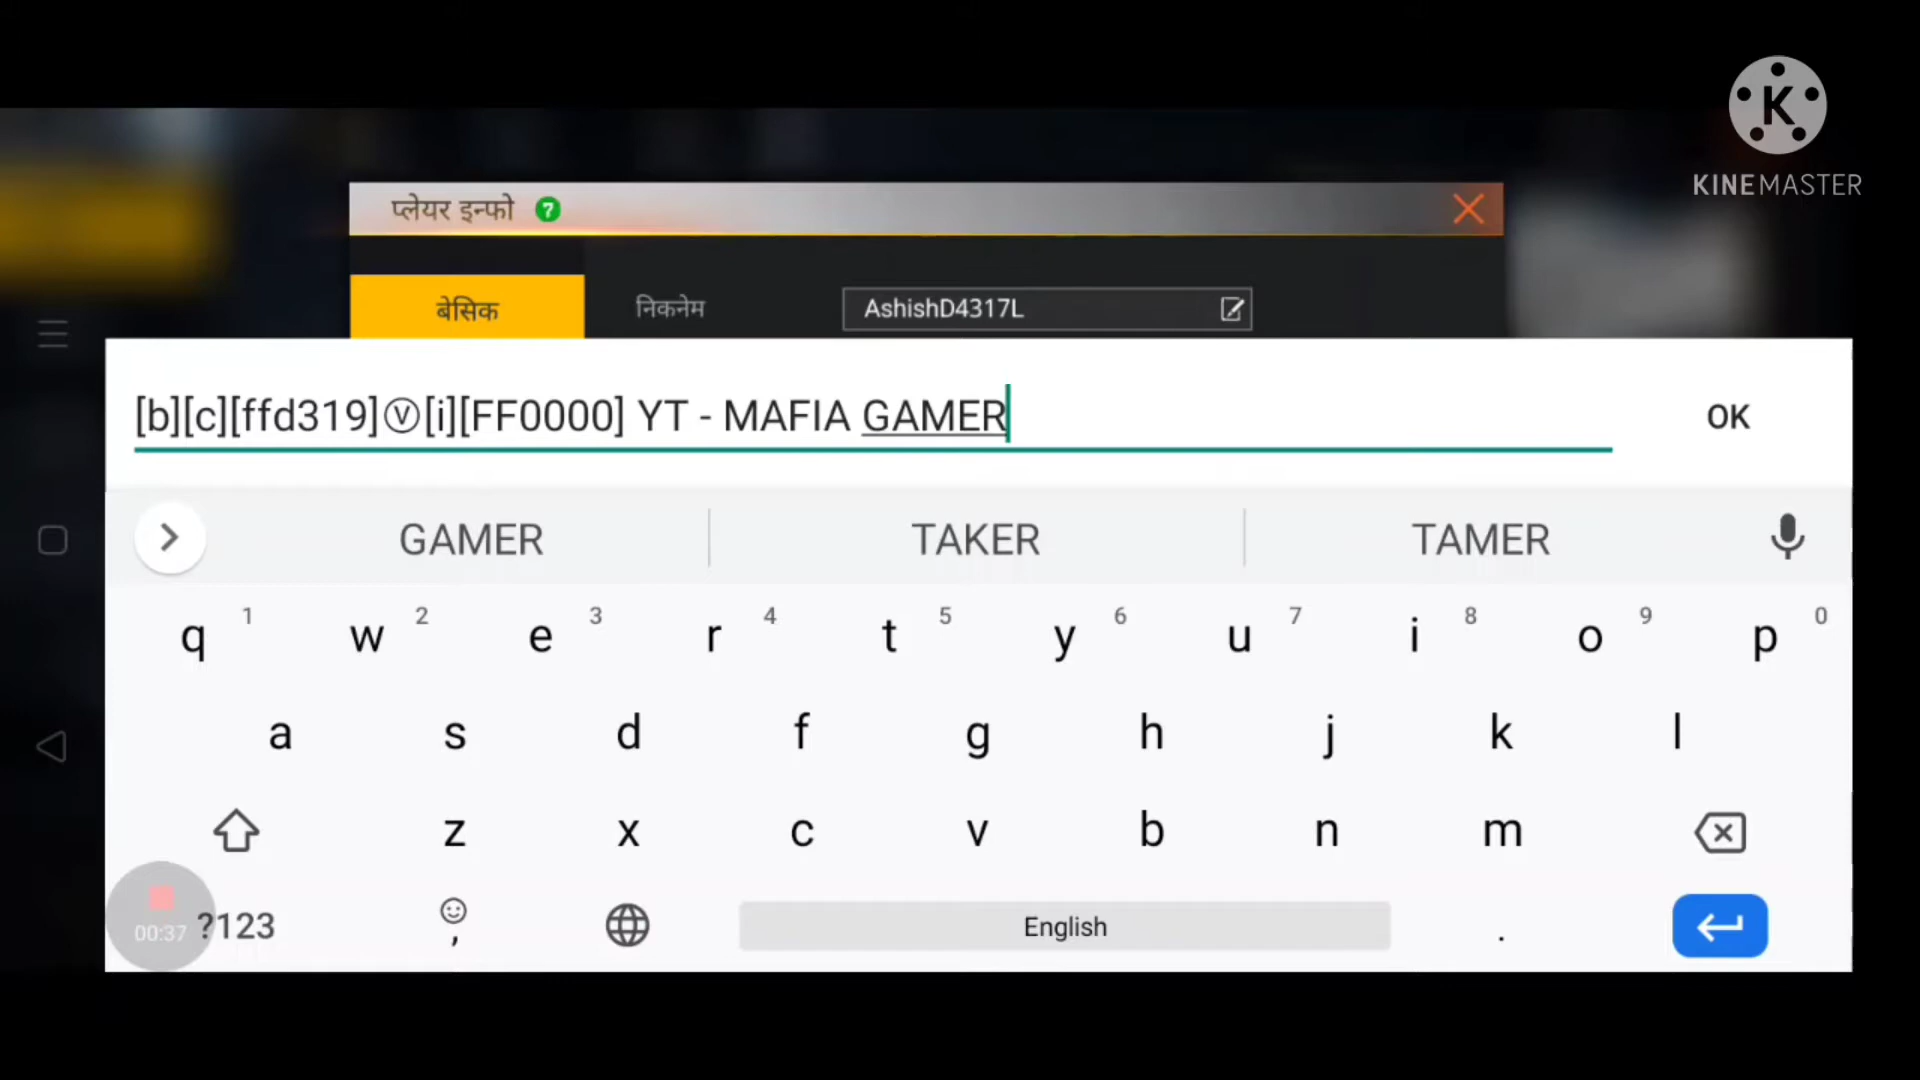 KINEMASTER
प्लेयर इन्फो ?
बेसिक
निकनेम
AshishD4317L
[b][c][ffd319]ⓥ[i][FF0000] YT - MAFIA GAMER
OK
GAMER
TAKER
TAMER
q 1 w 2 e 3 r 4 t 5 y 6 u 7 i 8 o 9 p 0
a s d f g h j k l
z x c v b n m
00:37
?123 , English .